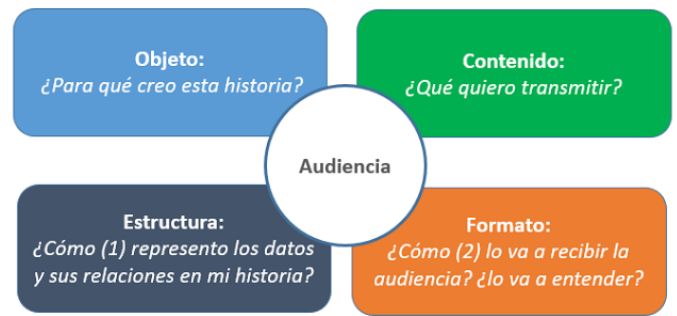 Objeto:
¿Para qué creo esta historia?
Contenido:
¿Qué quiero transmitir?
Audiencia
Estructura:
¿Cómo (1) represento los datos
y sus relaciones en mi historia?
Formato:
¿Cómo (2) lo va a recibir la
audiencia? ¿lo va a entender?